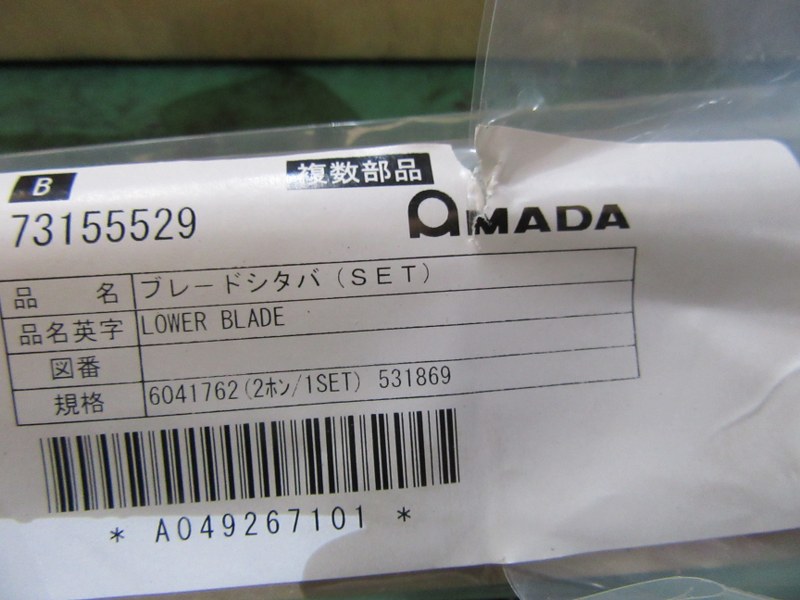 B
複数部品
73155529
AMADA
品名 ブレードシタバ(SET)
品名英字 LOWER BLADE
図番
規格 6041762(2ホン/1SET) 531869
* A049267101 *